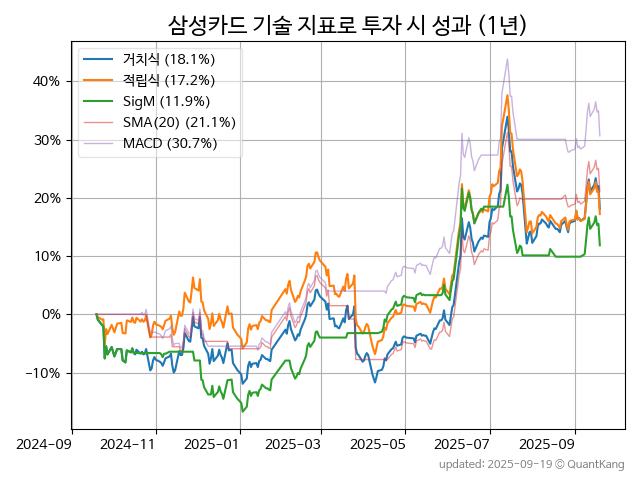 삼성카드 기술 지표로 투자 시 성과 (1년)
거치식 (18.1%)
적립식 (17.2%)
SigM (11.9%)
SMA(20) (21.1%)
MACD (30.7%)
40%
30%
20%
10%
0%
−10%
2024-09 2024-11 2025-01 2025-03 2025-05 2025-07 2025-09
updated: 2025-09-19 © QuantKang